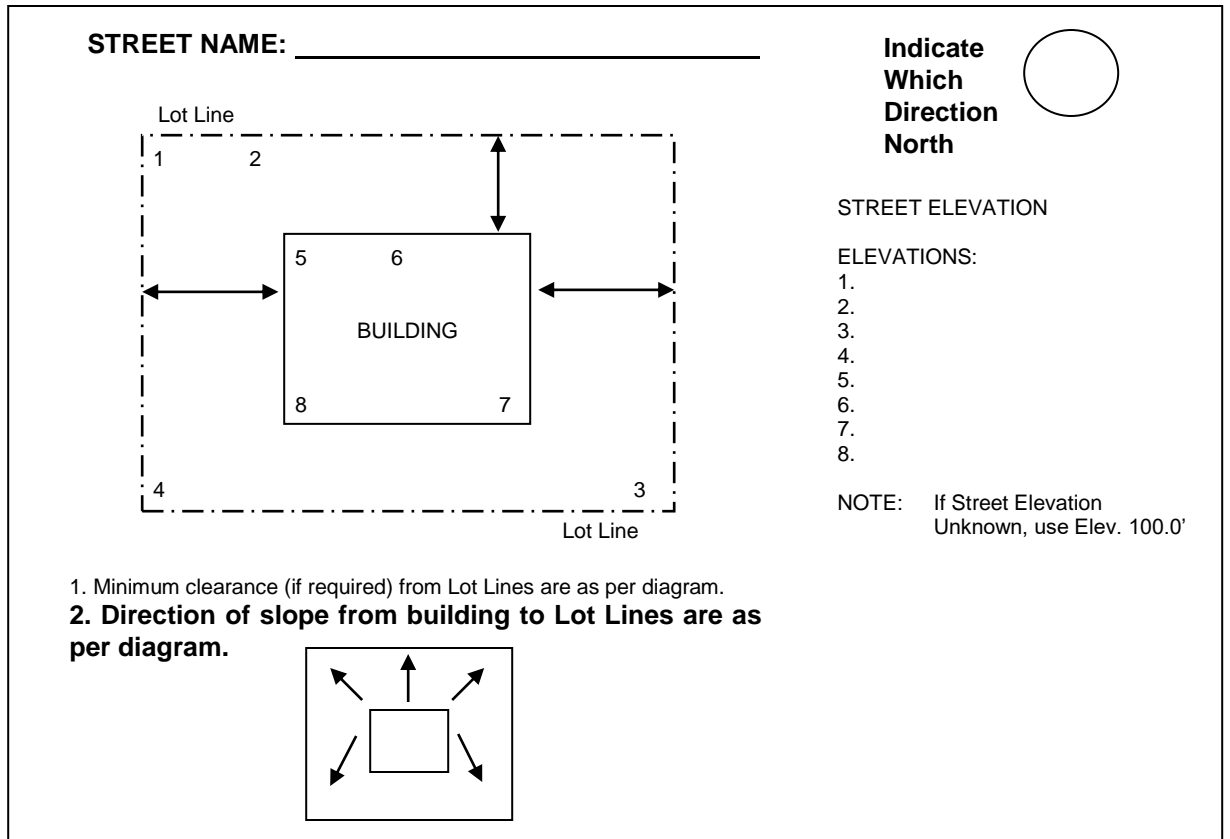 STREET NAME:
Indicate
Which
Direction
North
Lot Line
1 2
5 6
BUILDING
8 7
4 3
Lot Line
STREET ELEVATION
ELEVATIONS:
1.
2.
3.
4.
5.
6.
7.
8.
NOTE: If Street Elevation
Unknown, use Elev. 100.0’
1. Minimum clearance (if required) from Lot Lines are as per diagram.
2. Direction of slope from building to Lot Lines are as
per diagram.